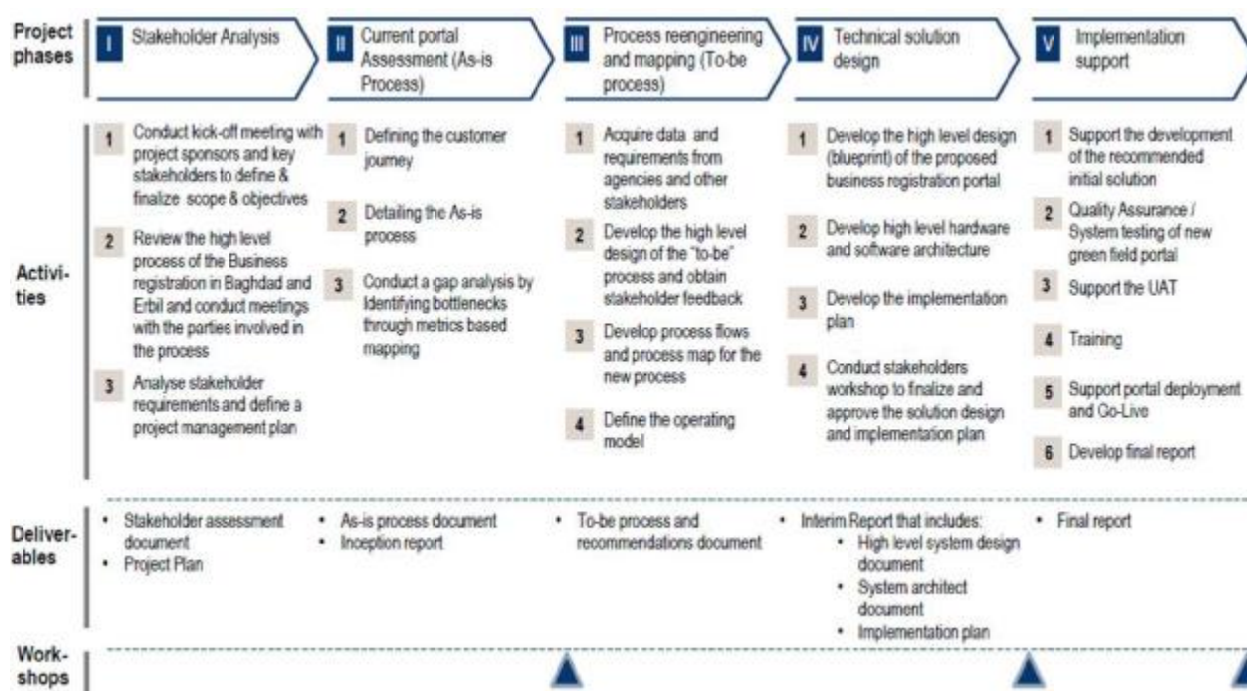 Project
phases
I
Stakeholder Analysis
II
Current portal
Assessment (As-is
Process)
III
Process reengineering
and mapping (To-be
process)
IV
Technical solution
design
V
Implementation
support
Activi-
ties
1
Conduct kick-off meeting with
project sponsors and key
stakeholders to define &
finalize scope & objectives
2
Review the high level
process of the Business
registration in Baghdad and
Erbil and conduct meetings
with the parties involved in
the process
3
Analyse stakeholder
requirements and define a
project management plan
1
Defining the customer
journey
2
Detailing the As-is
process
3
Conduct a gap analysis by
Identifying bottlenecks
through metrics based
mapping
1
Acquire data and
requirements from
agencies and other
stakeholders
2
Develop the high level
design of the "to-be"
process and obtain
stakeholder feedback
3
Develop process flows
and process map for the
new process
4
Define the operating
model
1
Develop the high level design
(blueprint) of the proposed
business registration portal
2
Develop high level hardware
and software architecture
3
Develop the implementation
plan
4
Conduct stakeholders
workshop to finalize and
approve the solution design
and implementation plan
1
Support the development
of the recommended
initial solution
2
Quality Assurance /
System testing of new
green field portal
3
Support the UAT
4
Training
5
Support portal deployment
and Go-Live
6
Develop final report
Deliver-
ables
• Stakeholder assessment
document
• Project Plan
• As-is process document
• Inception report
• To-be process and
recommendations document
• Interim Report that includes:
• High level system design
document
• System architect
document
• Implementation plan
• Final report
Work-
shops